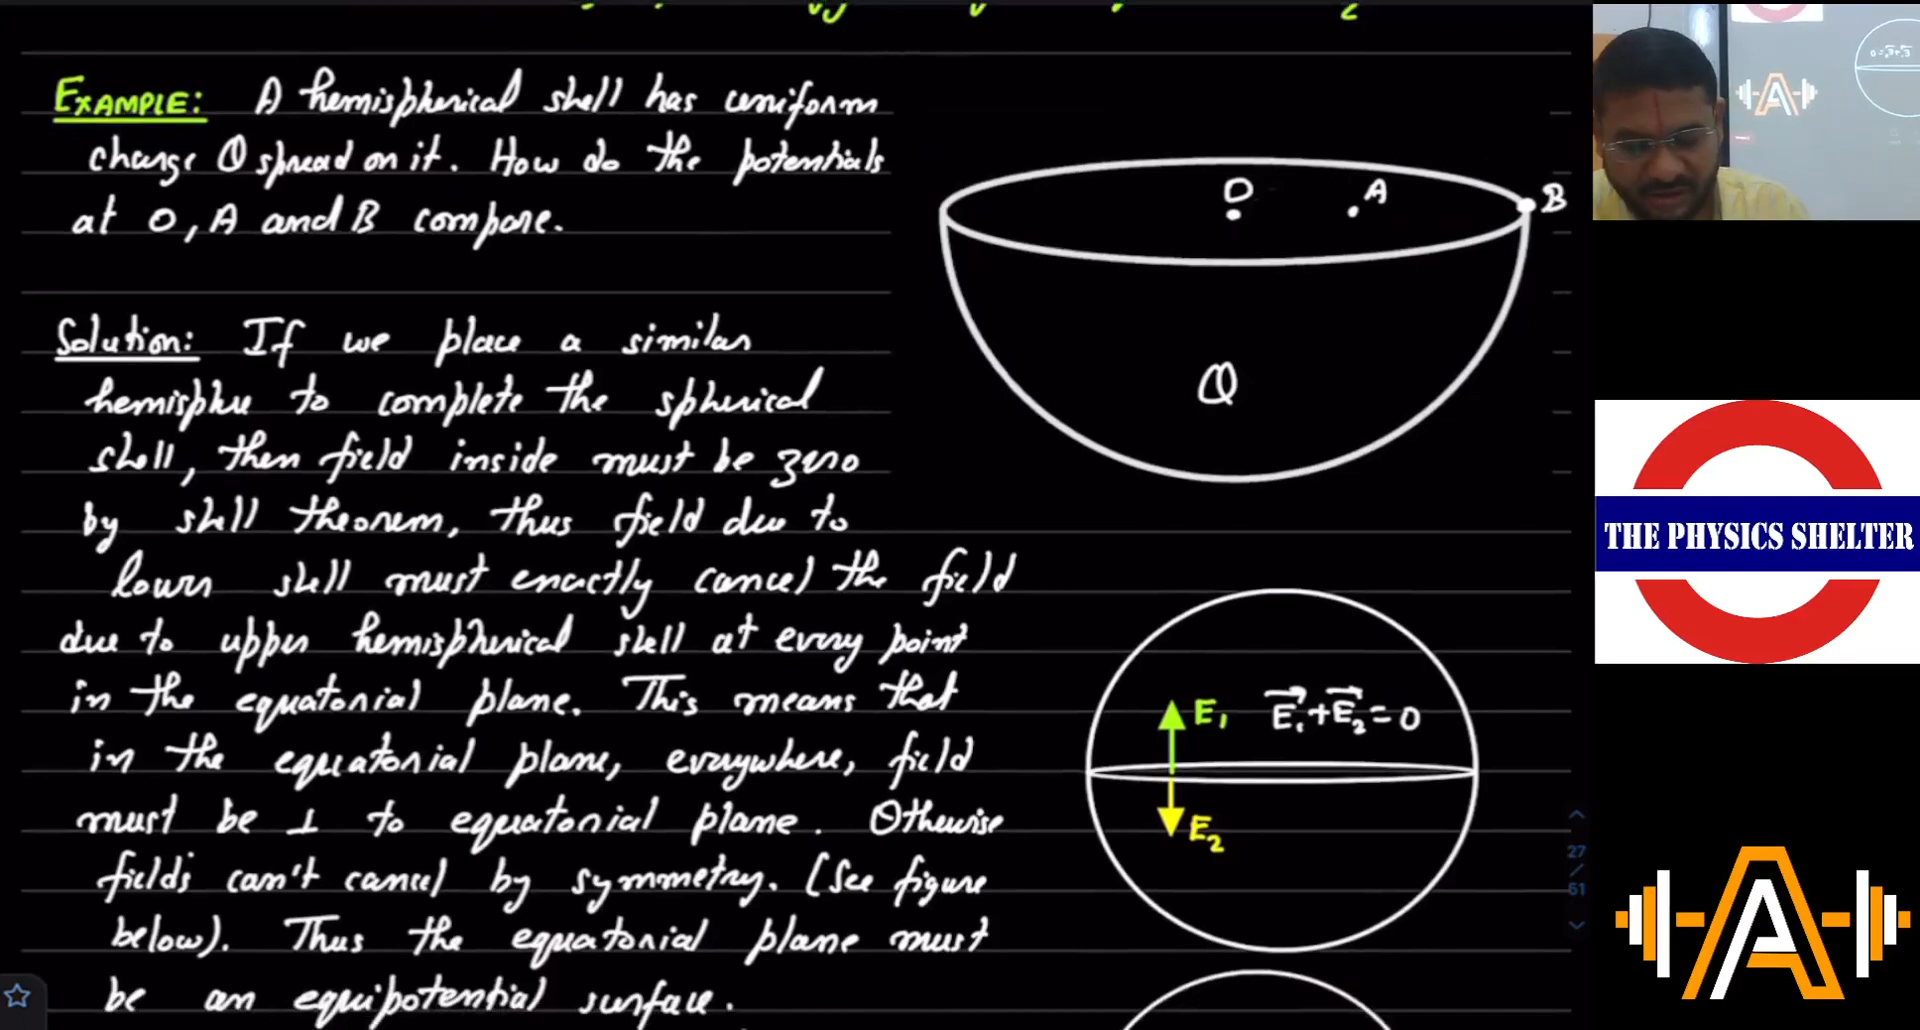 EXAMPLE: A hemispherical shell has uniform
charge Q spread on it. How do the potentials
at O, A and B compare.
O
A
B
Q
Solution: If we place a similar
hemisphre to complete the spherical
shell, then field inside must be zero
by shell theorem, thus field due to
lower shell must exactly cancel the field
due to upper hemispherical shell at every point
in the equatorial plane. This means that
in the equatorial plane, everywhere, field
must be ⊥ to equatorial plane. Otherwise
fields can't cancel by symmetry. (See figure
below). Thus the equatorial plane must
be an equipotential surface.
E₁
E₁+E₂=0
E₂
27
/
61
THE PHYSICS SHELTER
A
A